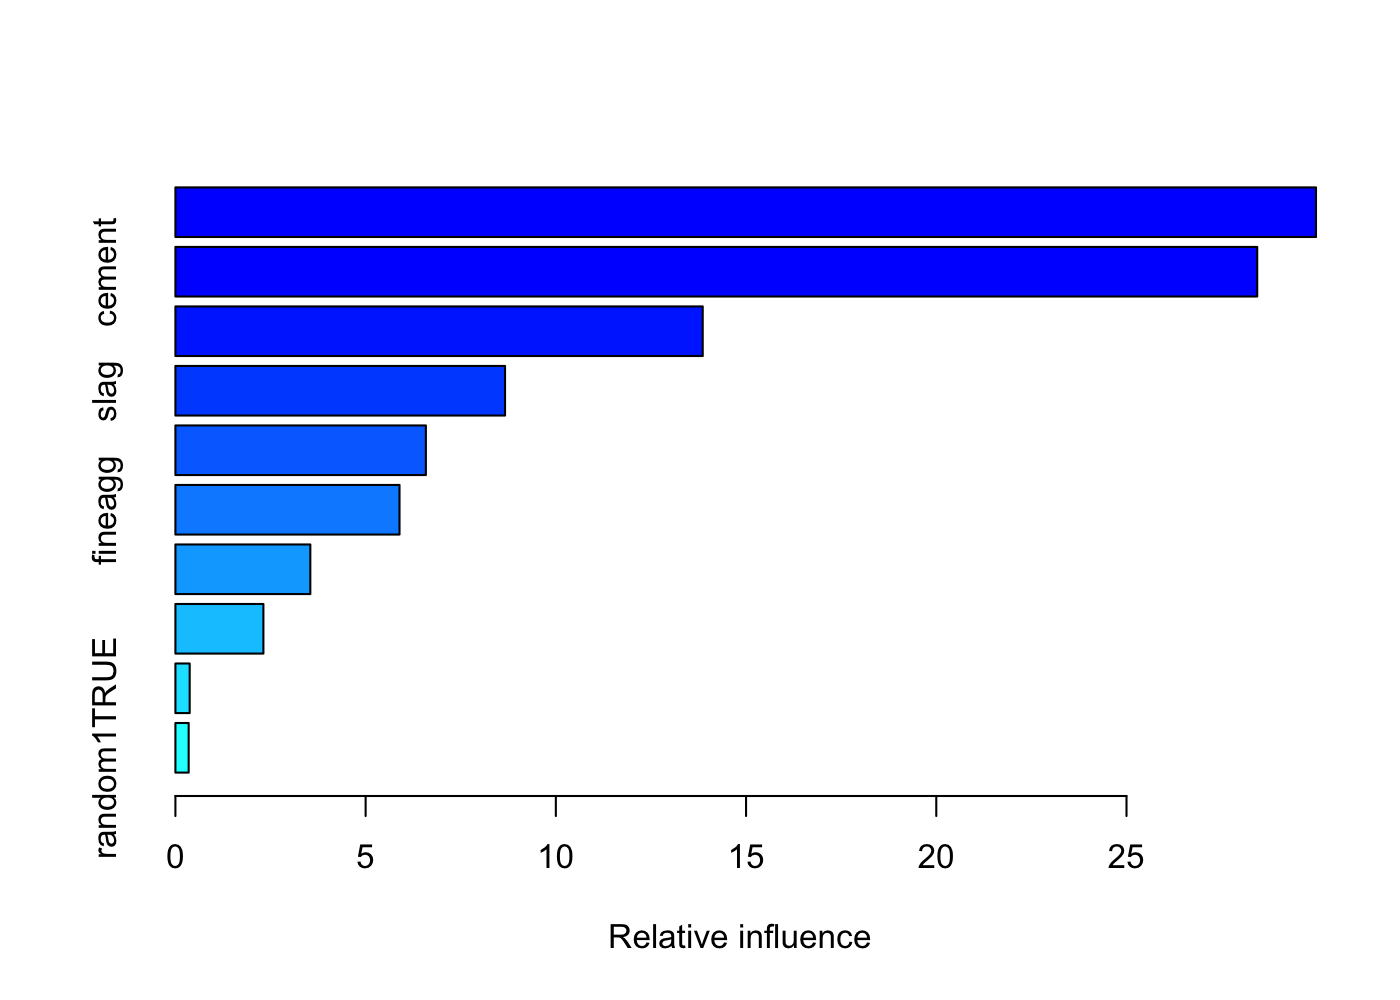 cement
slag
fineagg
random1TRUE
0 5 10 15 20 25
Relative influence